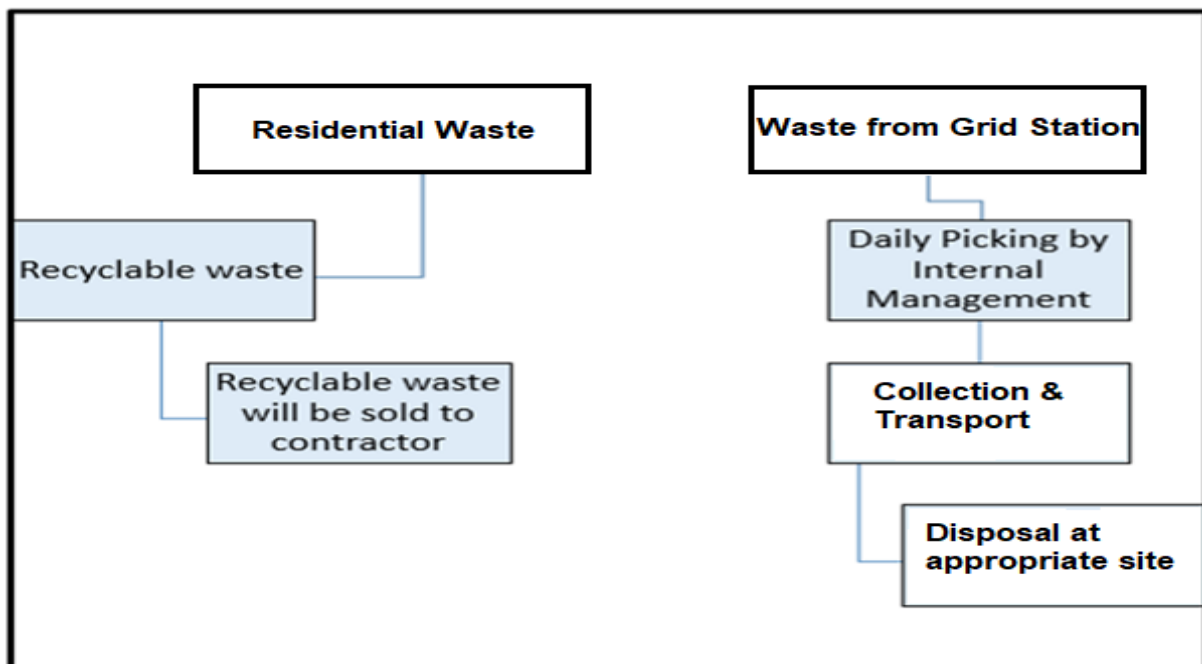 Residential Waste
Waste from Grid Station
Recyclable waste
Daily Picking by
Internal
Management
Recyclable waste
will be sold to
contractor
Collection &
Transport
Disposal at
appropriate site